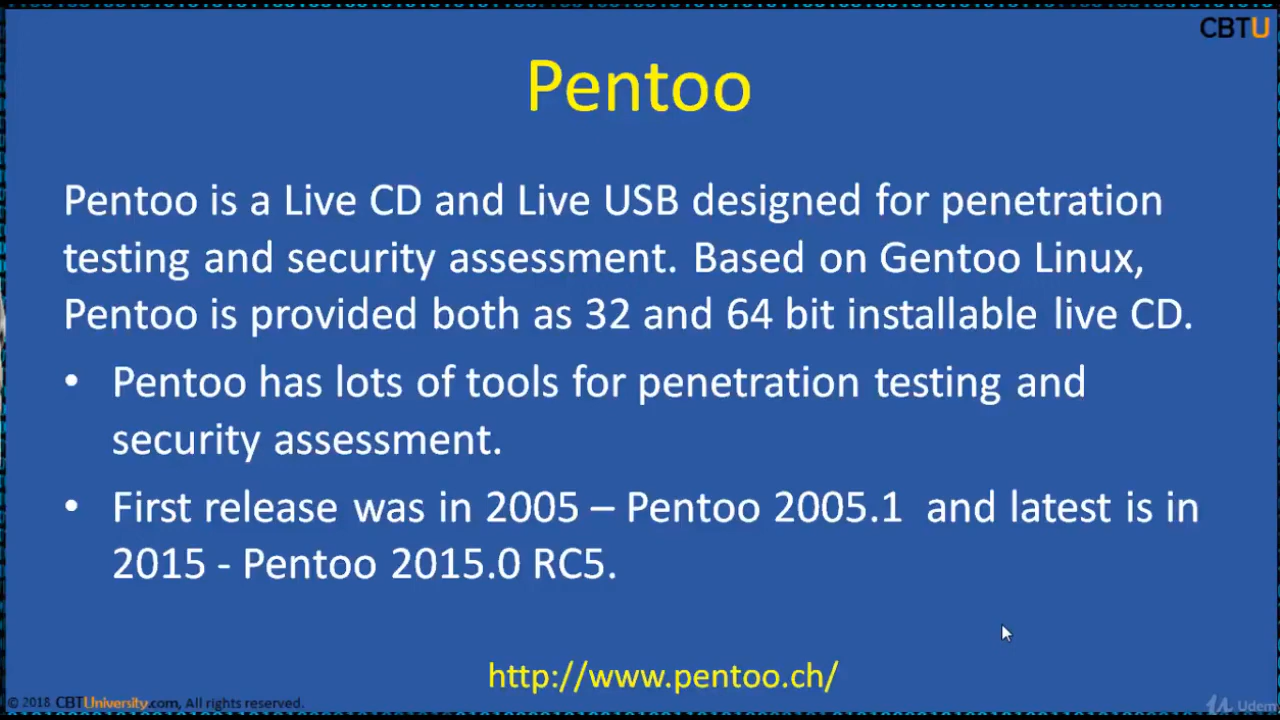 CBTU
Pentoo
Pentoo is a Live CD and Live USB designed for penetration
testing and security assessment. Based on Gentoo Linux,
Pentoo is provided both as 32 and 64 bit installable live CD.
• Pentoo has lots of tools for penetration testing and
security assessment.
• First release was in 2005 – Pentoo 2005.1 and latest is in
2015 - Pentoo 2015.0 RC5.
http://www.pentoo.ch/
© 2018 CBTUniversity.com, All rights reserved.
Udem